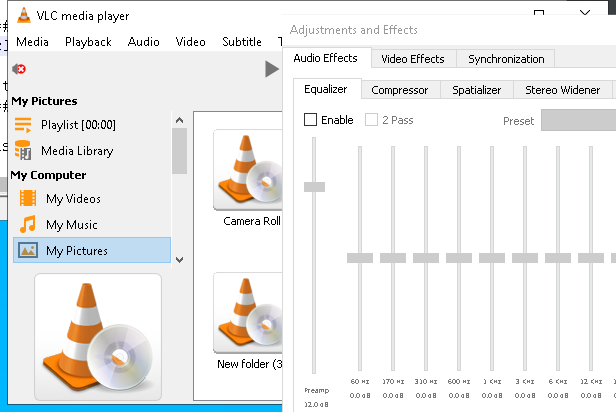 VLC media player
Media Playback Audio Video Subtitle T
My Pictures
Playlist [00:00]
Media Library
My Computer
My Videos
My Music
My Pictures
Camera Roll
New folder (3
Adjustments and Effects
Audio Effects Video Effects Synchronization
Equalizer Compressor Spatializer Stereo Widener
Enable 2 Pass Preset
60 Hz 170 Hz 310 Hz 600 Hz 1 KHz 3 KHz 6 KHz 12 KHz
0.0 dB 0.0 dB 0.0 dB 0.0 dB 0.0 dB 0.0 dB 0.0 dB 0.0 dB
Preamp
12.0 dB